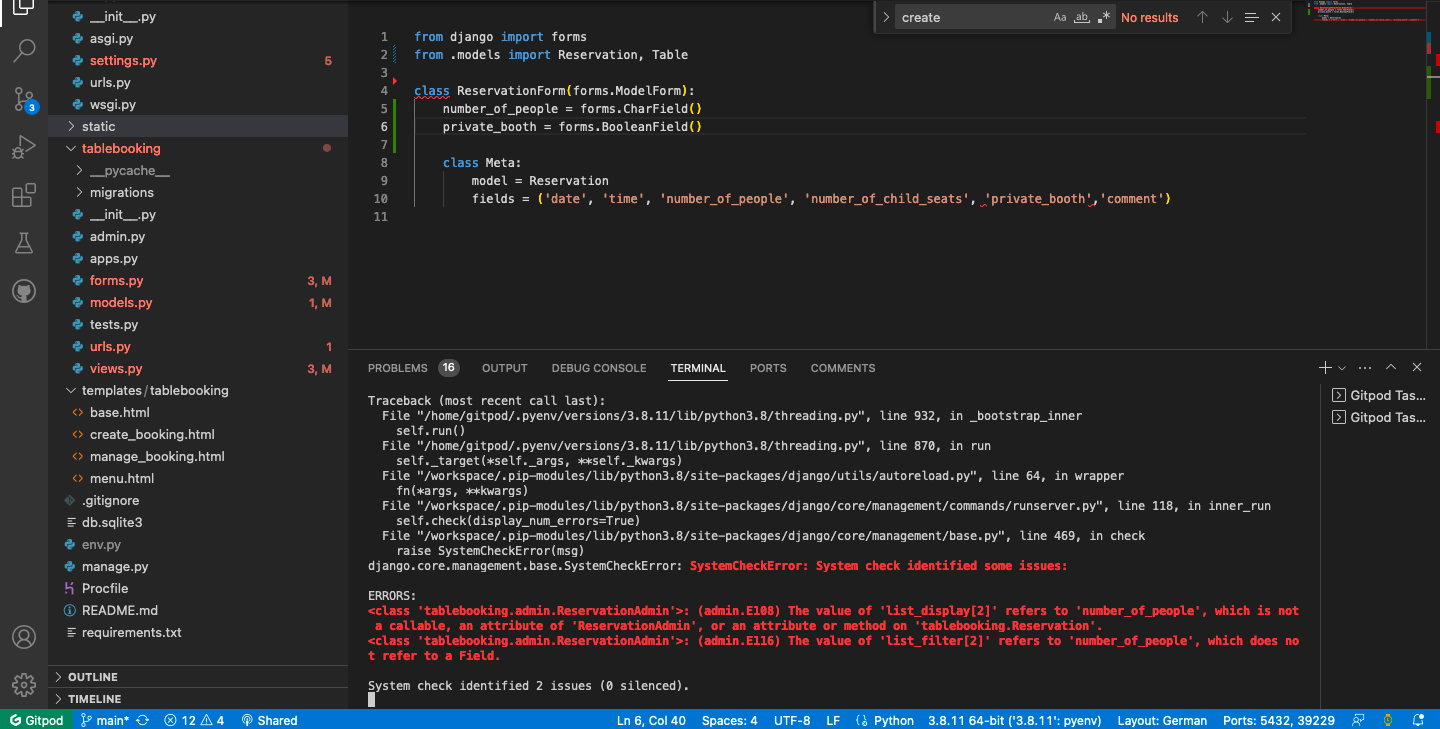 __init__.py
asgi.py
settings.py 5
urls.py
wsgi.py
static
tablebooking
__pycache__
migrations
__init__.py
admin.py
apps.py
forms.py 3, M
models.py 1, M
tests.py
urls.py 1
views.py 3, M
templates/tablebooking
base.html
create_booking.html
manage_booking.html
menu.html
.gitignore
db.sqlite3
env.py
manage.py
Procfile
README.md
requirements.txt
OUTLINE
TIMELINE
3
create Aa ab .* No results
1 from django import forms
2 from .models import Reservation, Table
3
4 class ReservationForm(forms.ModelForm):
5 number_of_people = forms.CharField()
6 private_booth = forms.BooleanField()
7
8 class Meta:
9 model = Reservation
10 fields = ('date', 'time', 'number_of_people', 'number_of_child_seats', 'private_booth','comment')
11
PROBLEMS 16 OUTPUT DEBUG CONSOLE TERMINAL PORTS COMMENTS
Traceback (most recent call last):
File "/home/gitpod/.pyenv/versions/3.8.11/lib/python3.8/threading.py", line 932, in _bootstrap_inner
self.run()
File "/home/gitpod/.pyenv/versions/3.8.11/lib/python3.8/threading.py", line 870, in run
self._target(*self._args, **self._kwargs)
File "/workspace/.pip-modules/lib/python3.8/site-packages/django/utils/autoreload.py", line 64, in wrapper
fn(*args, **kwargs)
File "/workspace/.pip-modules/lib/python3.8/site-packages/django/core/management/commands/runserver.py", line 118, in inner_run
self.check(display_num_errors=True)
File "/workspace/.pip-modules/lib/python3.8/site-packages/django/core/management/base.py", line 469, in check
raise SystemCheckError(msg)
django.core.management.base.SystemCheckError: SystemCheckError: System check identified some issues:
ERRORS:
<class 'tablebooking.admin.ReservationAdmin'>: (admin.E108) The value of 'list_display[2]' refers to 'number_of_people', which is not
a callable, an attribute of 'ReservationAdmin', or an attribute or method on 'tablebooking.Reservation'.
<class 'tablebooking.admin.ReservationAdmin'>: (admin.E116) The value of 'list_filter[2]' refers to 'number_of_people', which does no
t refer to a Field.
System check identified 2 issues (0 silenced).
Gitpod Tas...
Gitpod Tas...
Gitpod main* 12 4 Shared Ln 6, Col 40 Spaces: 4 UTF-8 LF Python 3.8.11 64-bit ('3.8.11': pyenv) Layout: German Ports: 5432, 39229